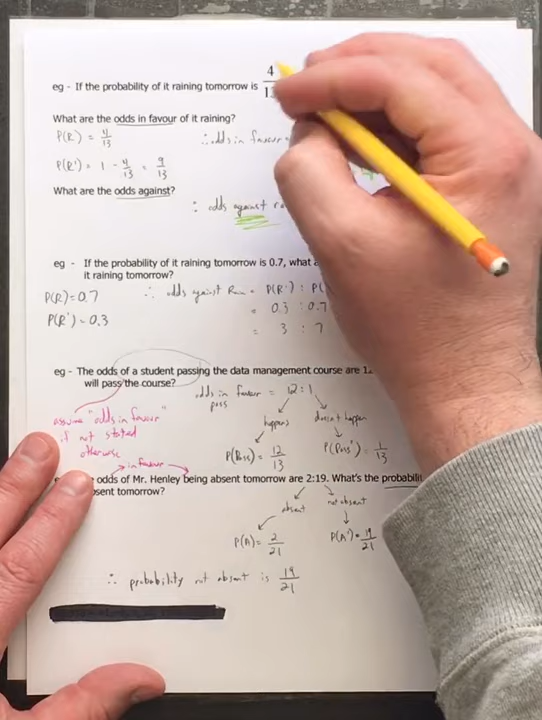 eg - If the probability of it raining tomorrow is 4
13
What are the odds in favour of it raining?
P(R) = 4/13
∴ odds in favour =
P(R') = 1 - 4/13 = 9/13
What are the odds against?
∴ odds against
eg - If the probability of it raining tomorrow is 0.7, what
it raining tomorrow?
P(R) = 0.7
∴ odds against Rain = P(R') : P(
P(R') = 0.3
= 0.3 : 0.7
= 3 : 7
eg - The odds of a student passing the data management course are
will pass the course?
odds in favour = 12:1
pass
assume "odds in favour"
if not stated
otherwise
happens
doesn't happen
P(Pass) = 12/13
P(Pass') = 1/13
in favour
odds of Mr. Henley being absent tomorrow are 2:19. What's the
absent
not absent
P(A) = 2/21
P(A') = 19/21
∴ probability not absent is 19/21